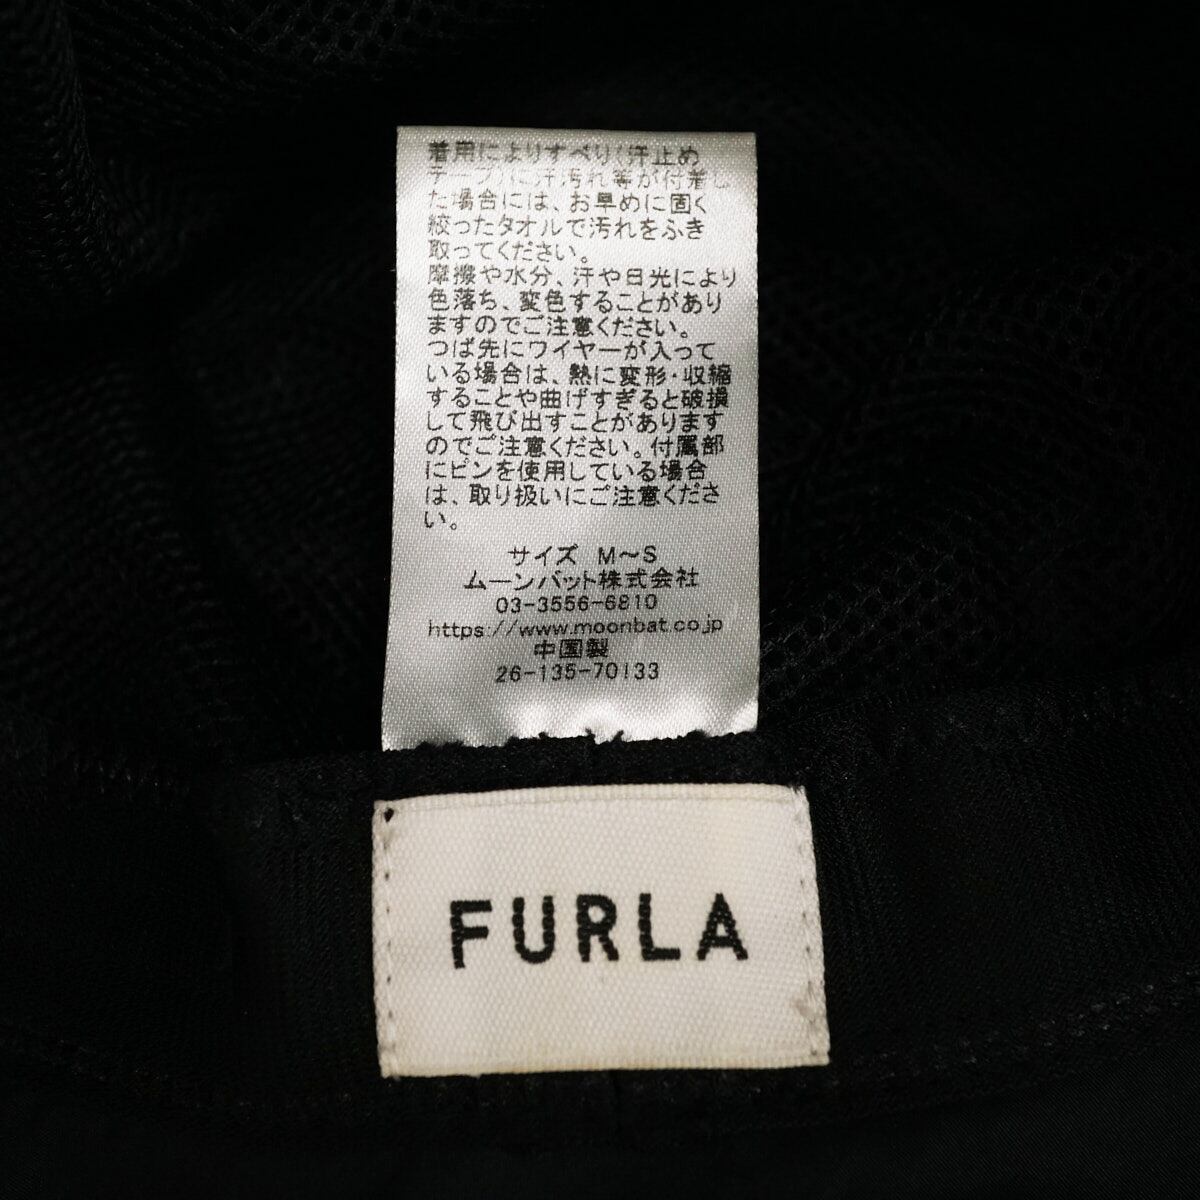 着用によりすべり(汗止め
テープ)に汗汚れ等が付着し
た場合には、お早めに固く
絞ったタオルで汚れをふき
取ってください。
摩擦や水分、汗や日光により
色落ち、変色することがあり
ますのでご注意ください。
つば先にワイヤーが入って
いる場合は、熱に変形・収縮
することや曲げすぎると破損
して飛び出すことがあります
のでご注意ください。付属部
にピンを使用している場合
は、取り扱いにご注意くださ
い。
サイズ M〜S
ムーンバット株式会社
03-3556-6810
https://www.moonbat.co.jp
中国製
26-135-70133
FURLA